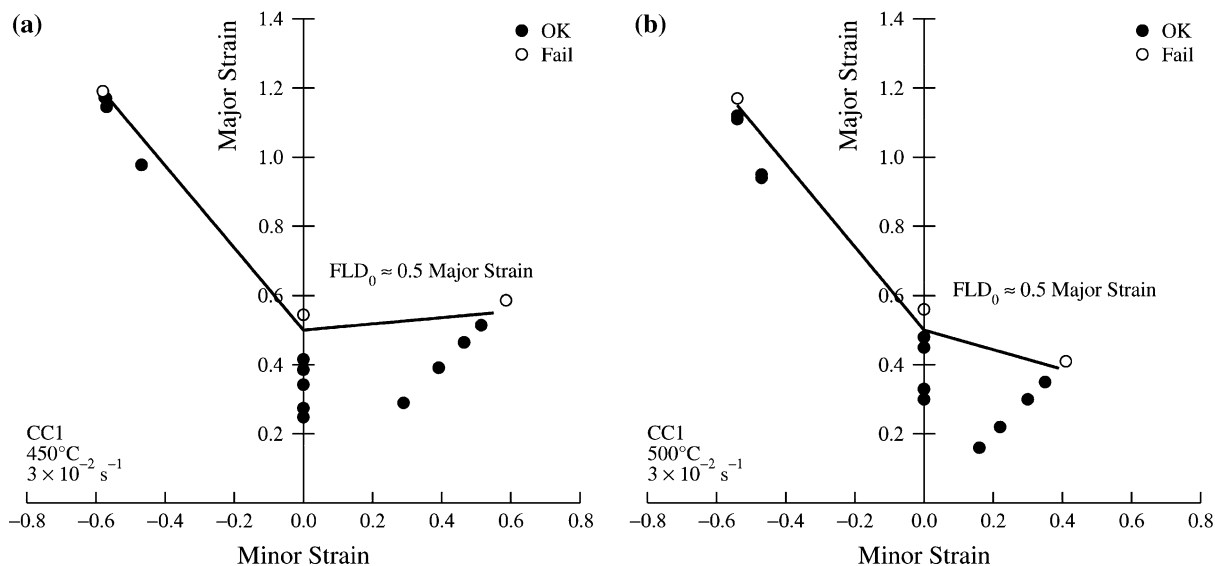 (a)
Major Strain
1.4
1.2
1.0
0.8
0.6
0.4
0.2
OK
Fail
FLD₀ ≈ 0.5 Major Strain
CC1
450°C
3 × 10⁻² s⁻¹
−0.8 −0.6 −0.4 −0.2 0.0 0.2 0.4 0.6 0.8
Minor Strain
(b)
Major Strain
1.4
1.2
1.0
0.8
0.6
0.4
0.2
OK
Fail
FLD₀ ≈ 0.5 Major Strain
CC1
500°C
3 × 10⁻² s⁻¹
−0.8 −0.6 −0.4 −0.2 0.0 0.2 0.4 0.6 0.8
Minor Strain